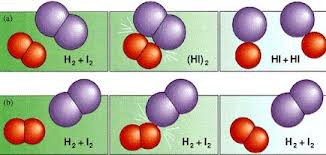 (a)
H₂ + I₂
(HI)₂
HI + HI
(b)
H₂ + I₂
H₂ + I₂
H₂ + I₂